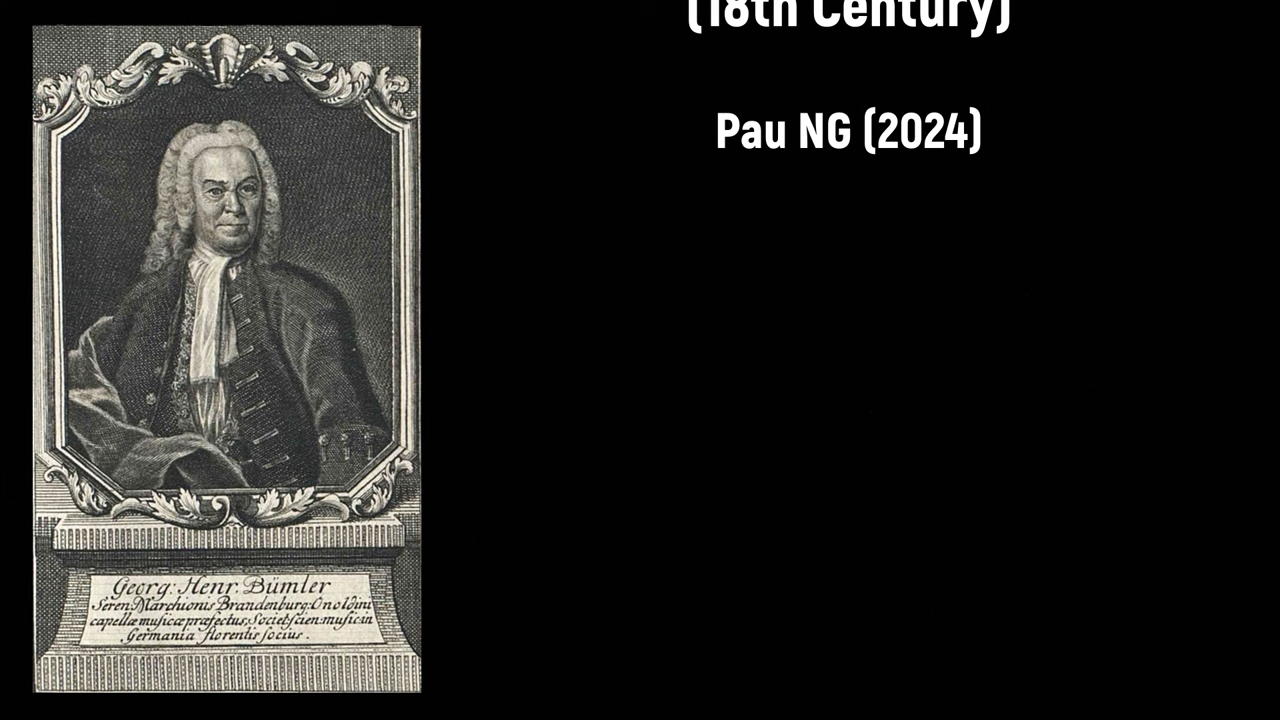 (18th Century)
Pau NG (2024)
Georg: Henr: Bümler
Seren: Marchionis Brandenburg: Onoldini
capellæ musicæ præfectus, Societ: scien: music: in
Germania florentis socius.